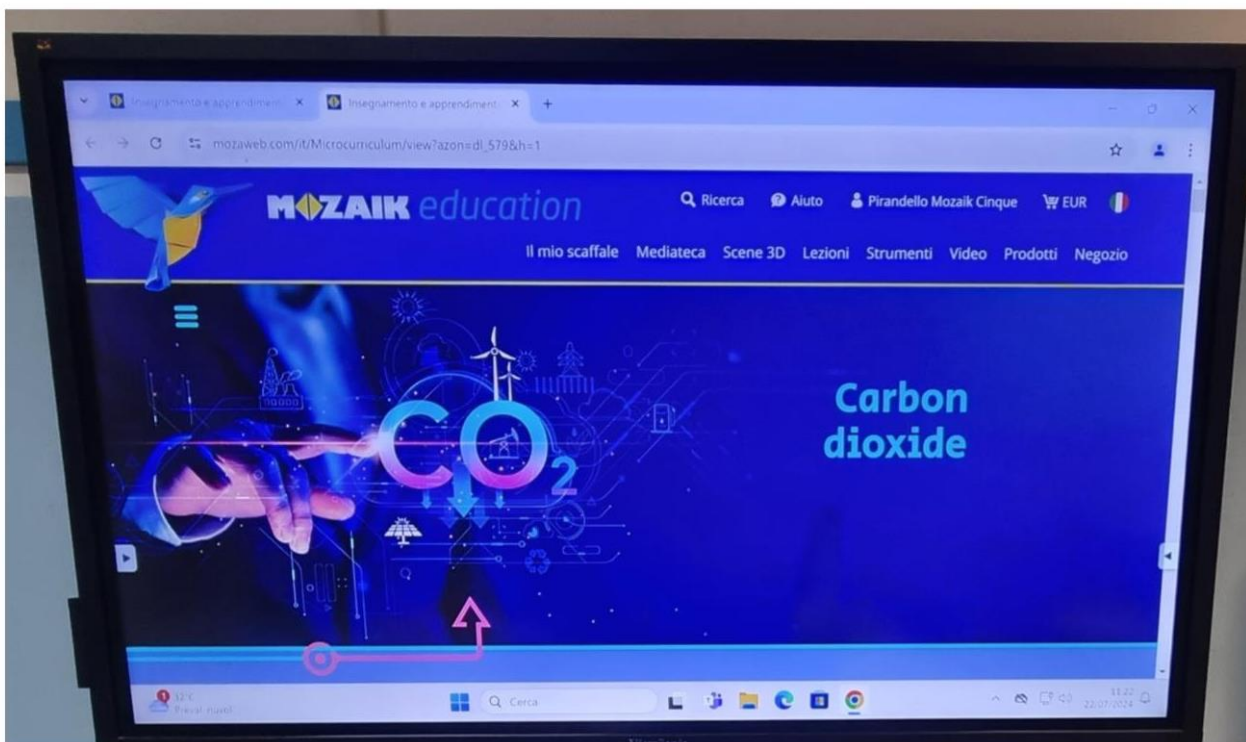 Insegnamento e apprendimento
Insegnamento e apprendiment
mozaweb.com/it/Microcurriculum/view?azon=dl_579&h=1
MOZAIK education
Ricerca Aiuto Pirandello Mozaik Cinque EUR
Il mio scaffale Mediateca Scene 3D Lezioni Strumenti Video Prodotti Negozio
CO2
Carbon
dioxide
1
32°C
Preval. nuvol...
Cerca
11:22
22/07/2024